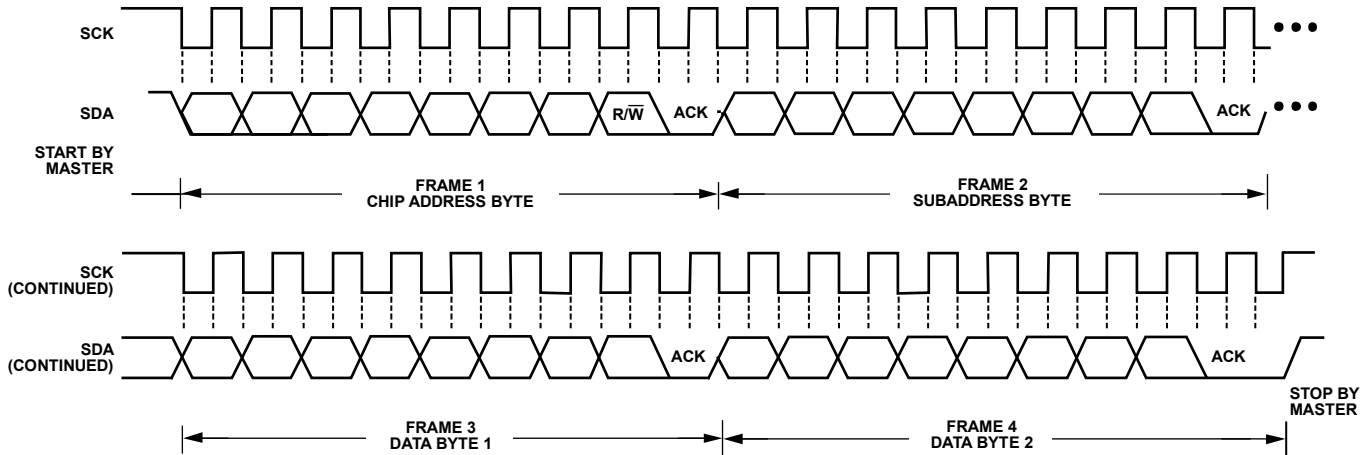 SCK
SDA
R/W̅
ACK
ACK
START BY
MASTER
FRAME 1
CHIP ADDRESS BYTE
FRAME 2
SUBADDRESS BYTE
SCK
(CONTINUED)
SDA
(CONTINUED)
ACK
ACK
STOP BY
MASTER
FRAME 3
DATA BYTE 1
FRAME 4
DATA BYTE 2